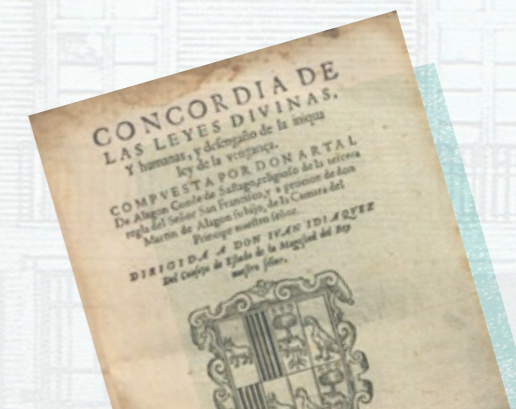 CONCORDIA DE
LAS LEYES DIVINAS,
Y humanas, y desengaño de la iniqua
ley de la vengança.
COMPVESTA POR DON ARTAL
De Alagon Conde de Sastago, religioso de la tercera
regla del Señor San Francisco, y a peticion de don
Martin de Alagon su hijo, de la Camara del
Principe nuestro señor.
DIRIGIDA A DON IVAN IDIAQVEZ
Del Consejo de Estado de la Magestad del Rey
nuestro señor.